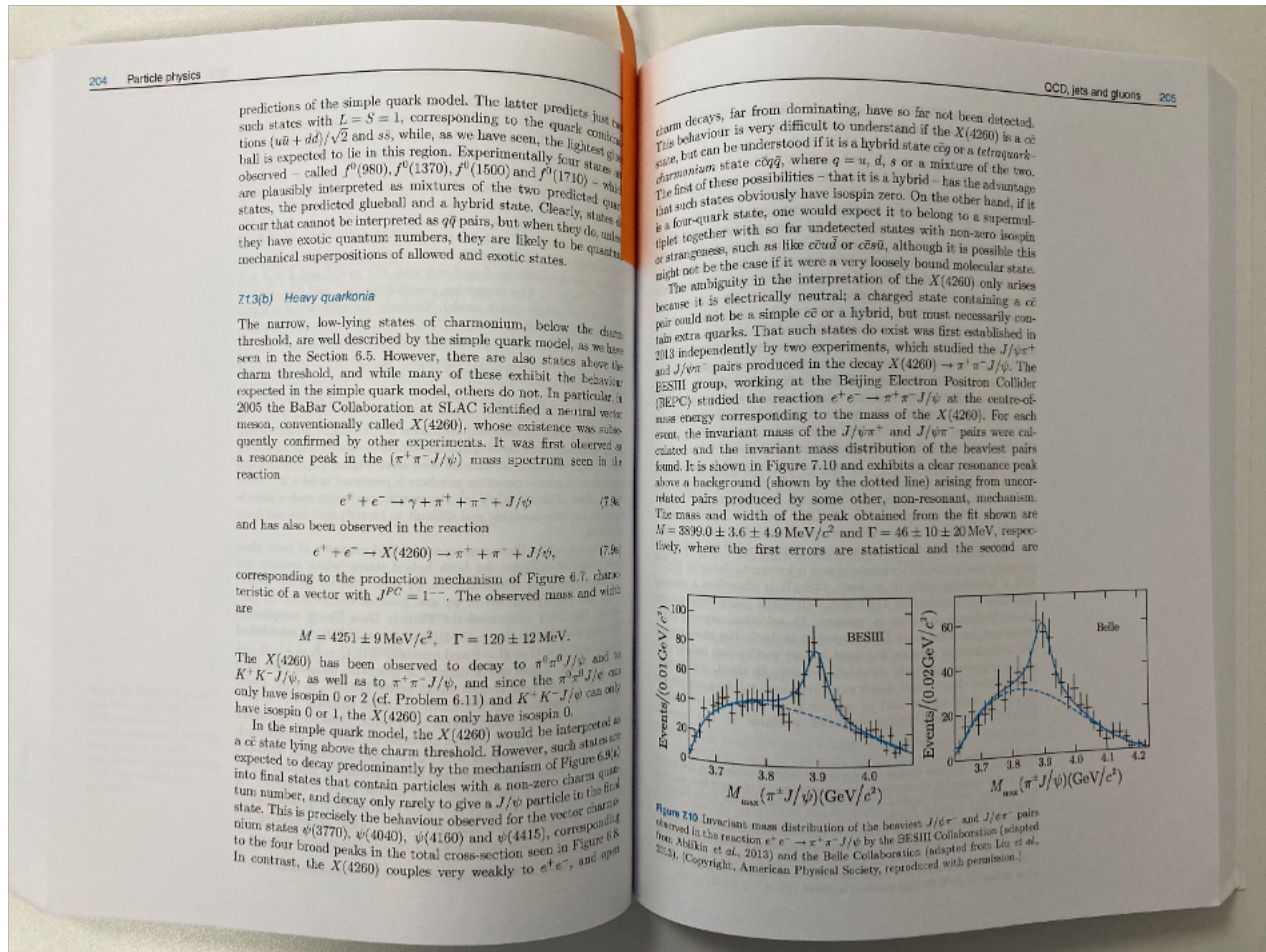 204 Particle physics
predictions of the simple quark model. The latter predicts just
such states with L = S = 1, corresponding to the quark
tions (uū + dd̄)/√2 and ss̄, while, as we have seen, the lightest
ball is expected to lie in this region. Experimentally four states
observed – called f⁰(980), f⁰(1370), f⁰(1500) and f⁰(1710) –
are plausibly interpreted as mixtures of the two predicted
states, the predicted glueball and a hybrid state. Clearly, states
occur that cannot be interpreted as qq̄ pairs, but when they do,
they have exotic quantum numbers, they are likely to be
mechanical superpositions of allowed and exotic states.
7.1.3(b) Heavy quarkonia
The narrow, low-lying states of charmonium, below the charm
threshold, are well described by the simple quark model, as we have
seen in the Section 6.5. However, there are also states above the
charm threshold, and while many of these exhibit the behaviour
expected in the simple quark model, others do not. In particular, in
2005 the BaBar Collaboration at SLAC identified a neutral vector
meson, conventionally called X(4260), whose existence was subse-
quently confirmed by other experiments. It was first observed as
a resonance peak in the (π⁺π⁻J/ψ) mass spectrum seen in the
reaction
e⁺ + e⁻ → γ + π⁺ + π⁻ + J/ψ
and has also been observed in the reaction
e⁺ + e⁻ → X(4260) → π⁺ + π⁻ + J/ψ,
corresponding to the production mechanism of Figure 6.7, charac-
teristic of a vector with J^PC = 1⁻⁻. The observed mass and width
are
M = 4251 ± 9 MeV/c², Γ = 120 ± 12 MeV.
The X(4260) has been observed to decay to π⁰π⁰J/ψ and to
K⁺K⁻J/ψ, as well as to π⁺π⁻J/ψ, and since the π⁰π⁰J/ψ can
only have isospin 0 or 2 (cf. Problem 6.11) and K⁺K⁻J/ψ can only
have isospin 0 or 1, the X(4260) can only have isospin 0.
In the simple quark model, the X(4260) would be interpreted as
a cc̄ state lying above the charm threshold. However, such states are
expected to decay predominantly by the mechanism of Figure 6.9(a)
into final states that contain particles with a non-zero charm quan-
tum number, and decay only rarely to give a J/ψ particle in the final
state. This is precisely the behaviour observed for the vector charmo-
nium states ψ(3770), ψ(4040), ψ(4160) and ψ(4415), corresponding
to the four broad peaks in the total cross-section seen in Figure 6.8.
In contrast, the X(4260) couples very weakly to e⁺e⁻, and open
QCD, jets and gluons 205
charm decays, far from dominating, have so far not been detected.
This behaviour is very difficult to understand if the X(4260) is a cc̄
state, but can be understood if it is a hybrid state cc̄g or a tetraquark-
charmonium state cc̄qq̄, where q = u, d, s or a mixture of the two.
The first of these possibilities – that it is a hybrid – has the advantage
that such states obviously have isospin zero. On the other hand, if it
is a four-quark state, one would expect it to belong to a supermul-
tiplet together with so far undetected states with non-zero isospin
or strangeness, such as like cc̄ud̄ or cc̄sū, although it is possible this
might not be the case if it were a very loosely bound molecular state.
The ambiguity in the interpretation of the X(4260) only arises
because it is electrically neutral; a charged state containing a cc̄
pair could not be a simple cc̄ or a hybrid, but must necessarily con-
tain extra quarks. That such states do exist was first established in
2013 independently by two experiments, which studied the J/ψπ⁺
and J/ψπ⁻ pairs produced in the decay X(4260) → π⁺π⁻J/ψ. The
BESIII group, working at the Beijing Electron Positron Collider
(BEPC) studied the reaction e⁺e⁻ → π⁺π⁻J/ψ at the centre-of-
mass energy corresponding to the mass of the X(4260). For each
event, the invariant mass of the J/ψπ⁺ and J/ψπ⁻ pairs were cal-
culated and the invariant mass distribution of the heaviest pairs
found. It is shown in Figure 7.10 and exhibits a clear resonance peak
above a background (shown by the dotted line) arising from uncor-
related pairs produced by some other, non-resonant, mechanism.
The mass and width of the peak obtained from the fit shown are
M = 3899.0 ± 3.6 ± 4.9 MeV/c² and Γ = 46 ± 10 ± 20 MeV, respec-
tively, where the first errors are statistical and the second are
Events/(0.01 GeV/c²)
100
80
60
40
20
0
BESIII
3.7 3.8 3.9 4.0
M_max(π±J/ψ)(GeV/c²)
Events/(0.02GeV/c²)
60
40
20
0
Belle
3.7 3.8 3.9 4.0 4.1 4.2
M_max(π±J/ψ)(GeV/c²)
Figure 7.10 Invariant mass distribution of the heaviest J/ψπ⁺ and J/ψπ⁻ pairs
observed in the reaction e⁺e⁻ → π⁺π⁻J/ψ by the BESIII Collaboration (adapted
from Ablikin et al., 2013) and the Belle Collaboration (adapted from Liu et al.,
2013). (Copyright, American Physical Society, reproduced with permission.)